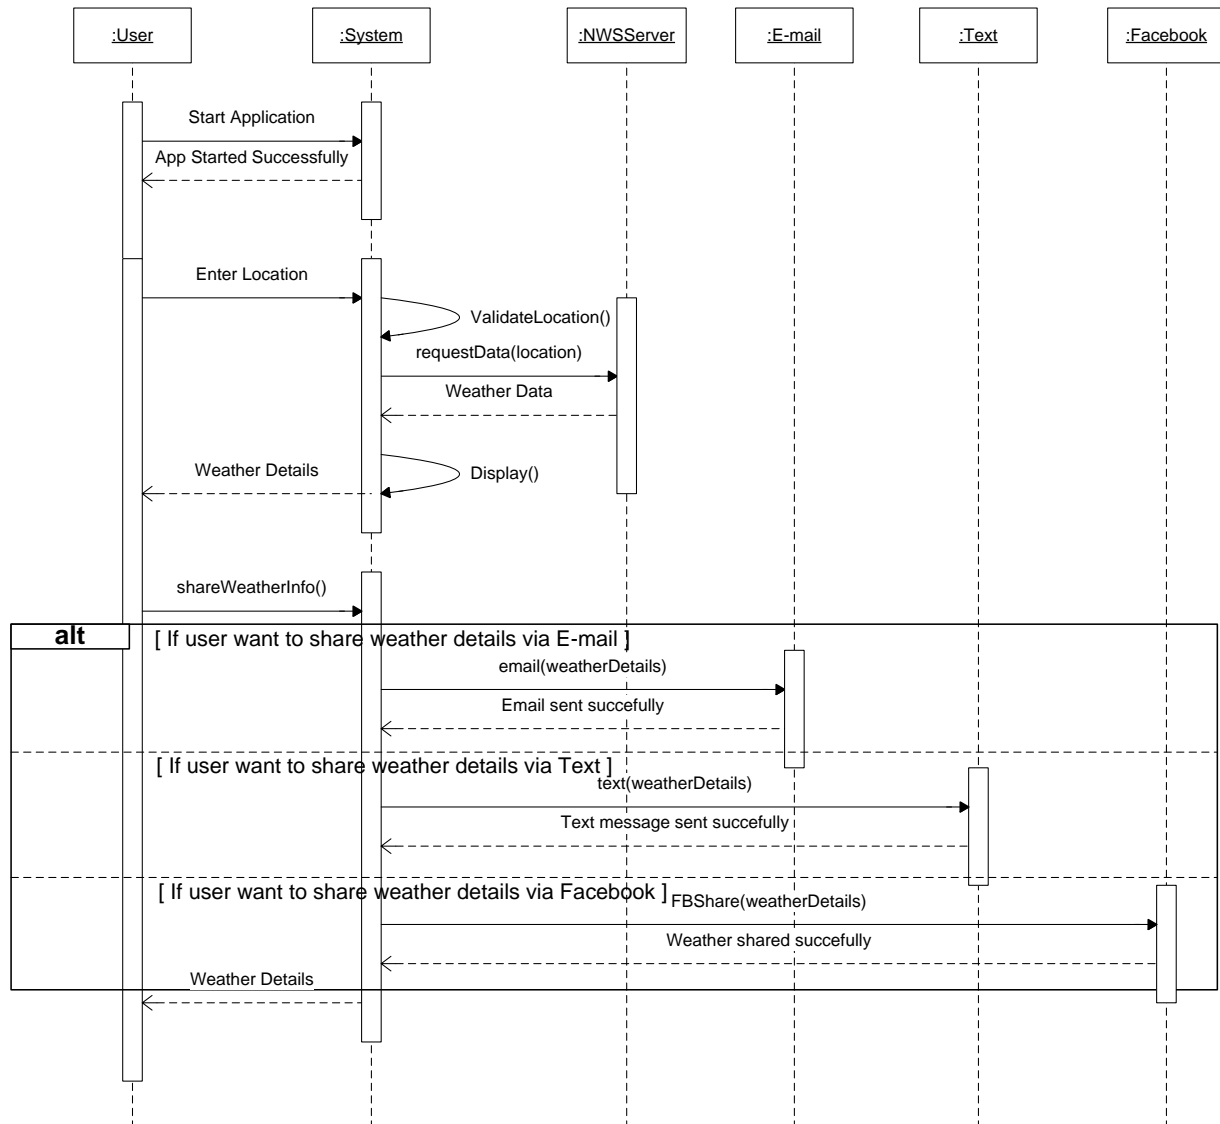 :User
:System
:NWSServer
:E-mail
:Text
:Facebook
Start Application
App Started Successfully
Enter Location
ValidateLocation()
requestData(location)
Weather Data
Weather Details
Display()
shareWeatherInfo()
alt
[ If user want to share weather details via E-mail ]
email(weatherDetails)
Email sent succefully
[ If user want to share weather details via Text ]
text(weatherDetails)
Text message sent succefully
[ If user want to share weather details via Facebook ]
FBShare(weatherDetails)
Weather shared succefully
Weather Details